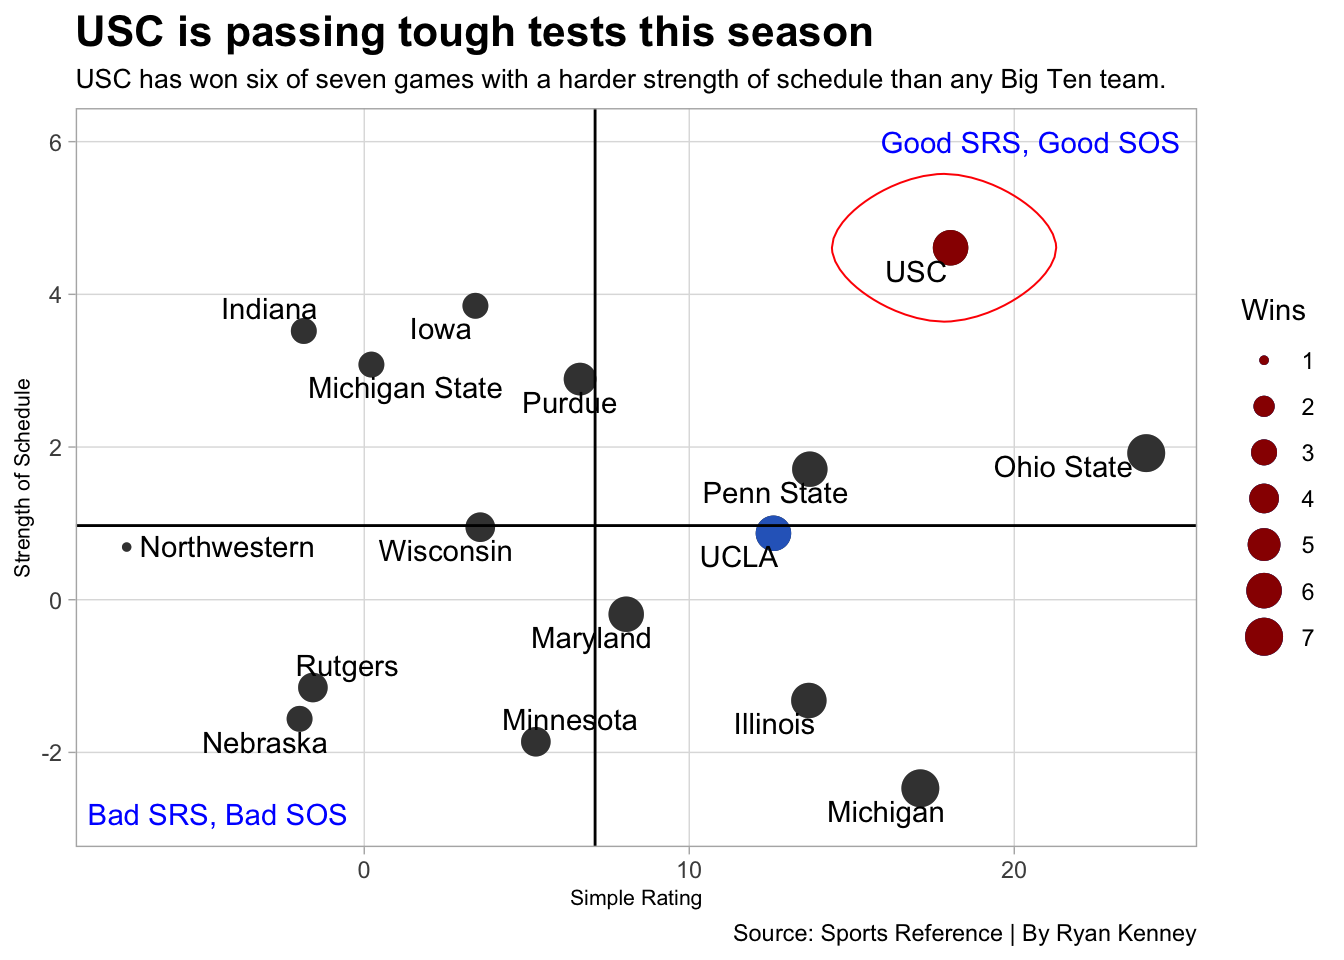 USC is passing tough tests this season
USC has won six of seven games with a harder strength of schedule than any Big Ten team.
6
Good SRS, Good SOS
USC
4
Indiana
Iowa
Michigan State
Purdue
2
Ohio State
Penn State
Northwestern
Wisconsin
UCLA
0
Maryland
Rutgers
Nebraska
Minnesota
Illinois
-2
Michigan
Bad SRS, Bad SOS
0
10
20
Simple Rating
Strength of Schedule
Wins
1
2
3
4
5
6
7
Source: Sports Reference | By Ryan Kenney